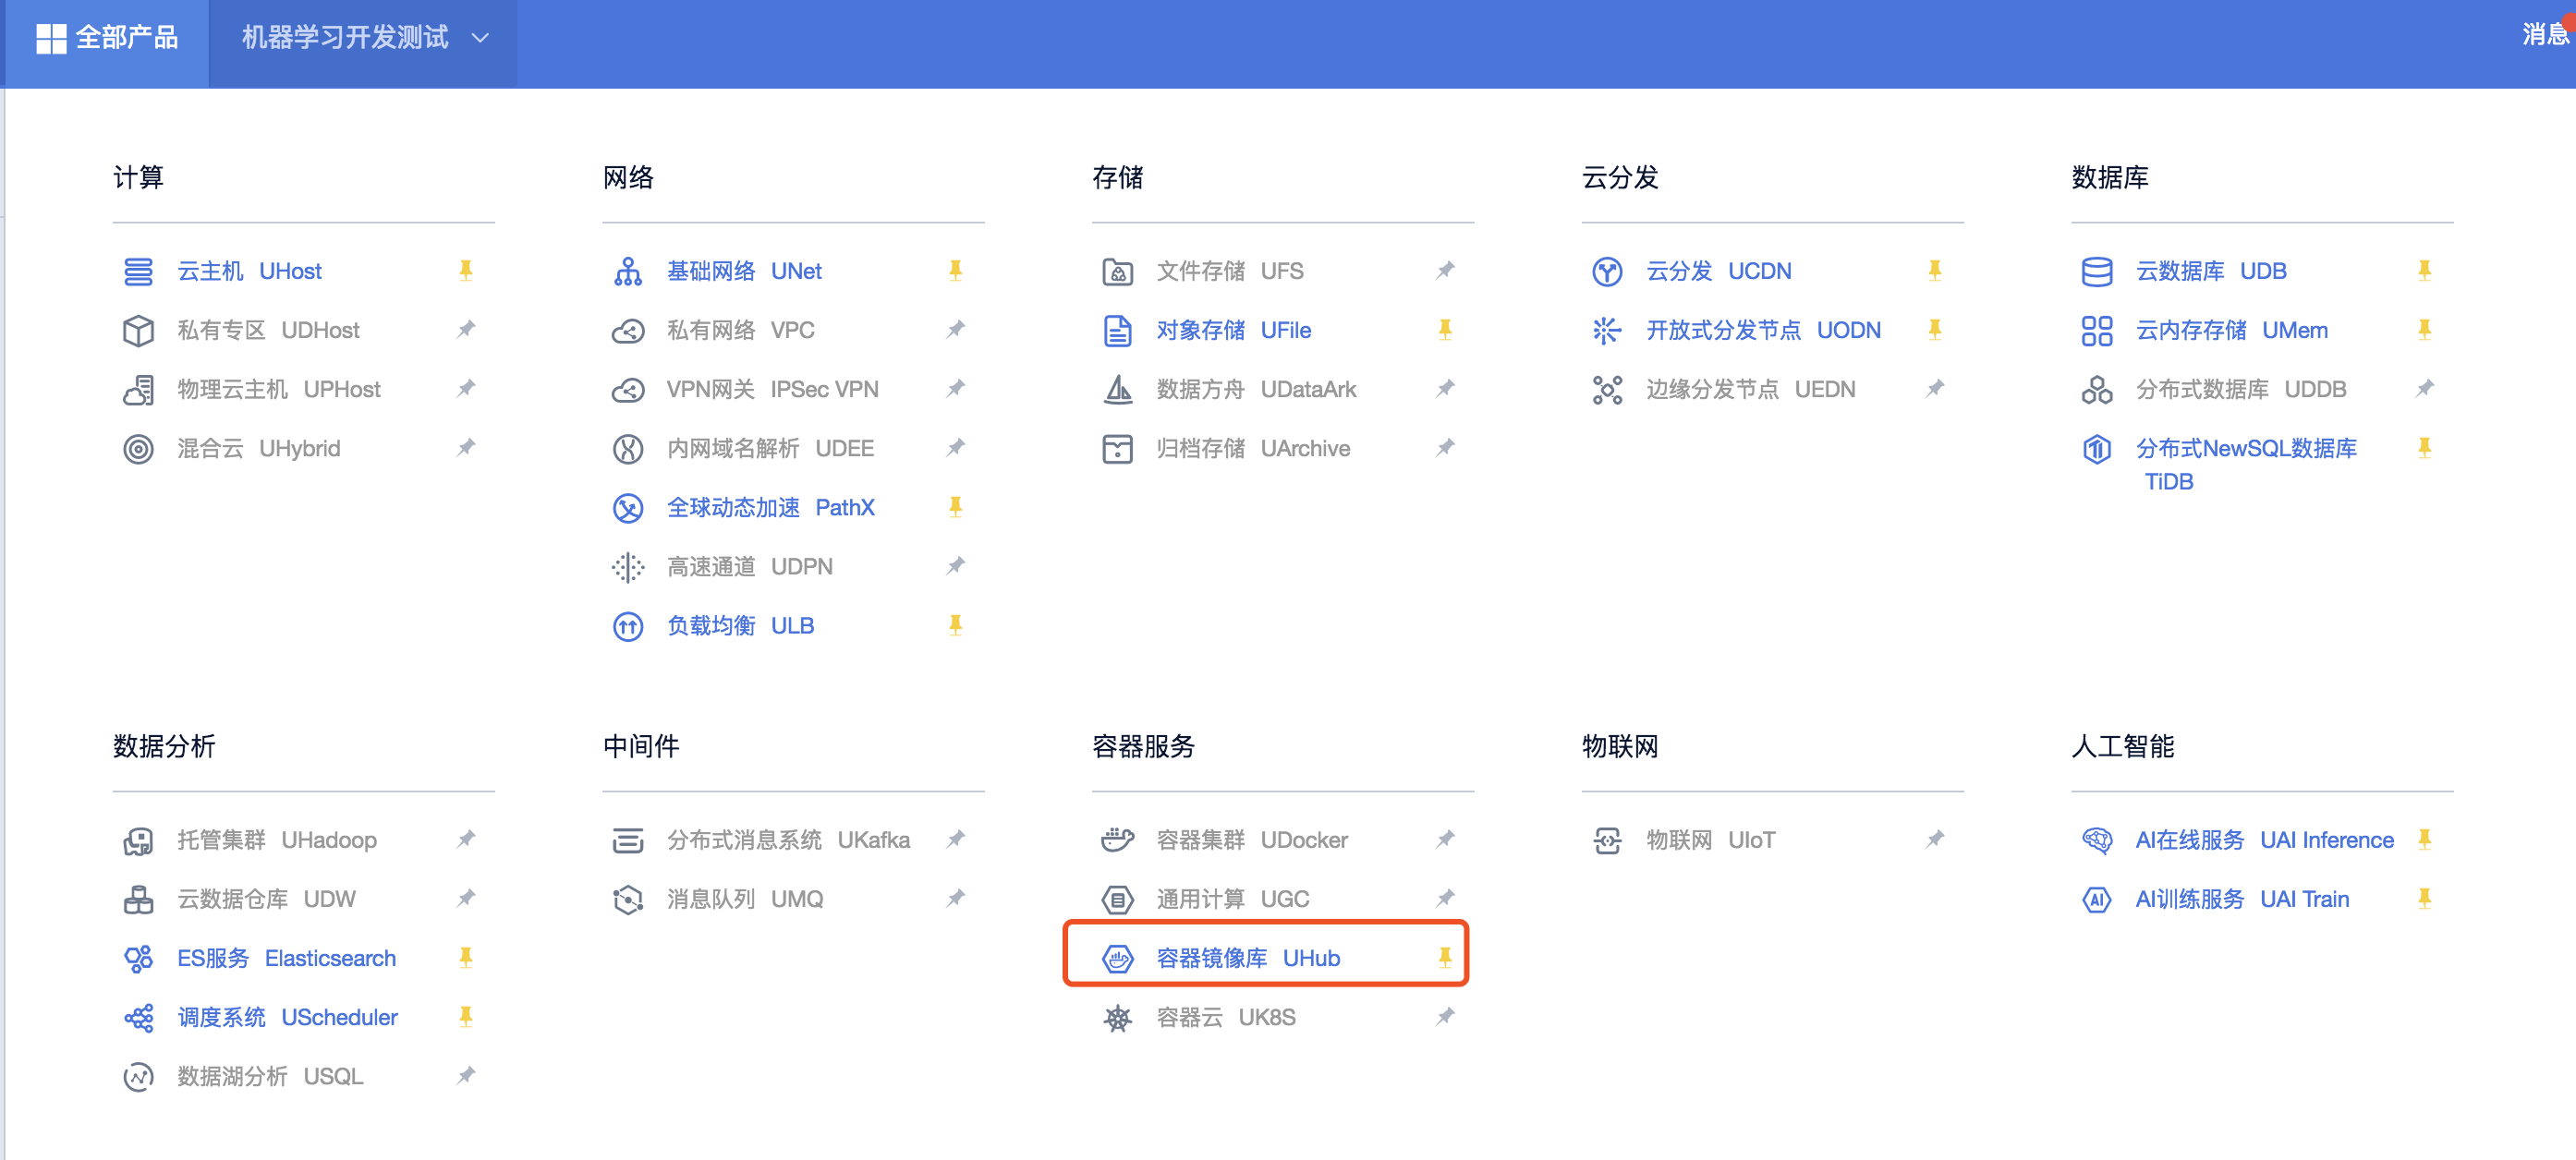 全部产品
机器学习开发测试
消息
计算
云主机 UHost
私有专区 UDHost
物理云主机 UPHost
混合云 UHybrid
网络
基础网络 UNet
私有网络 VPC
VPN网关 IPSec VPN
内网域名解析 UDEE
全球动态加速 PathX
高速通道 UDPN
负载均衡 ULB
存储
文件存储 UFS
对象存储 UFile
数据方舟 UDataArk
归档存储 UArchive
云分发
云分发 UCDN
开放式分发节点 UODN
边缘分发节点 UEDN
数据库
云数据库 UDB
云内存存储 UMem
分布式数据库 UDDB
分布式NewSQL数据库
TiDB
数据分析
托管集群 UHadoop
云数据仓库 UDW
ES服务 Elasticsearch
调度系统 UScheduler
数据湖分析 USQL
中间件
分布式消息系统 UKafka
消息队列 UMQ
容器服务
容器集群 UDocker
通用计算 UGC
容器镜像库 UHub
容器云 UK8S
物联网
物联网 UIoT
人工智能
AI在线服务 UAI Inference
AI训练服务 UAI Train